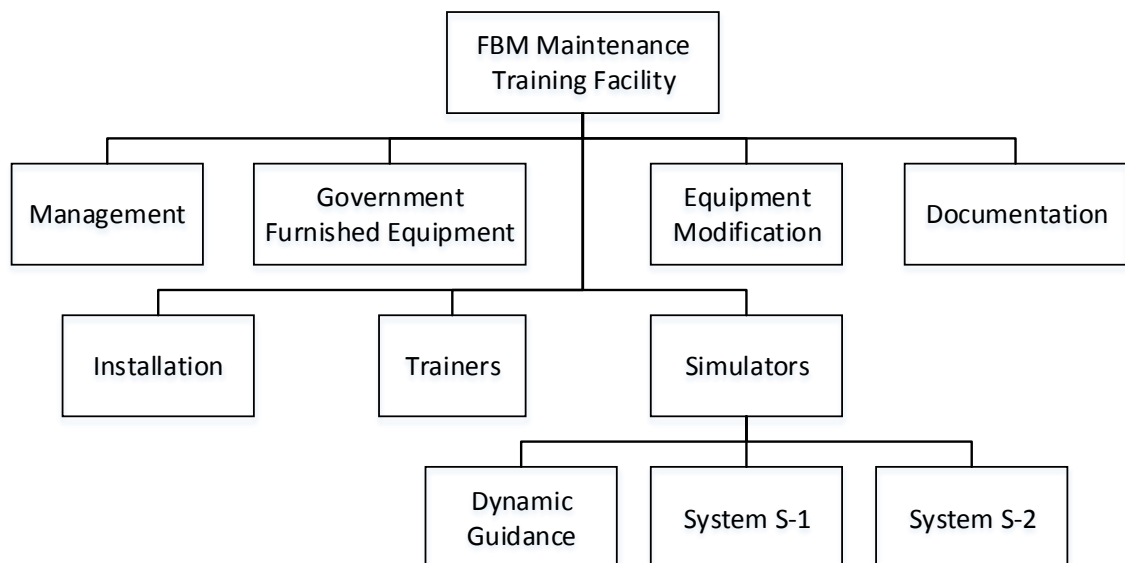 FBM Maintenance
Training Facility
Management
Government
Furnished Equipment
Equipment
Modification
Documentation
Installation
Trainers
Simulators
Dynamic
Guidance
System S-1
System S-2